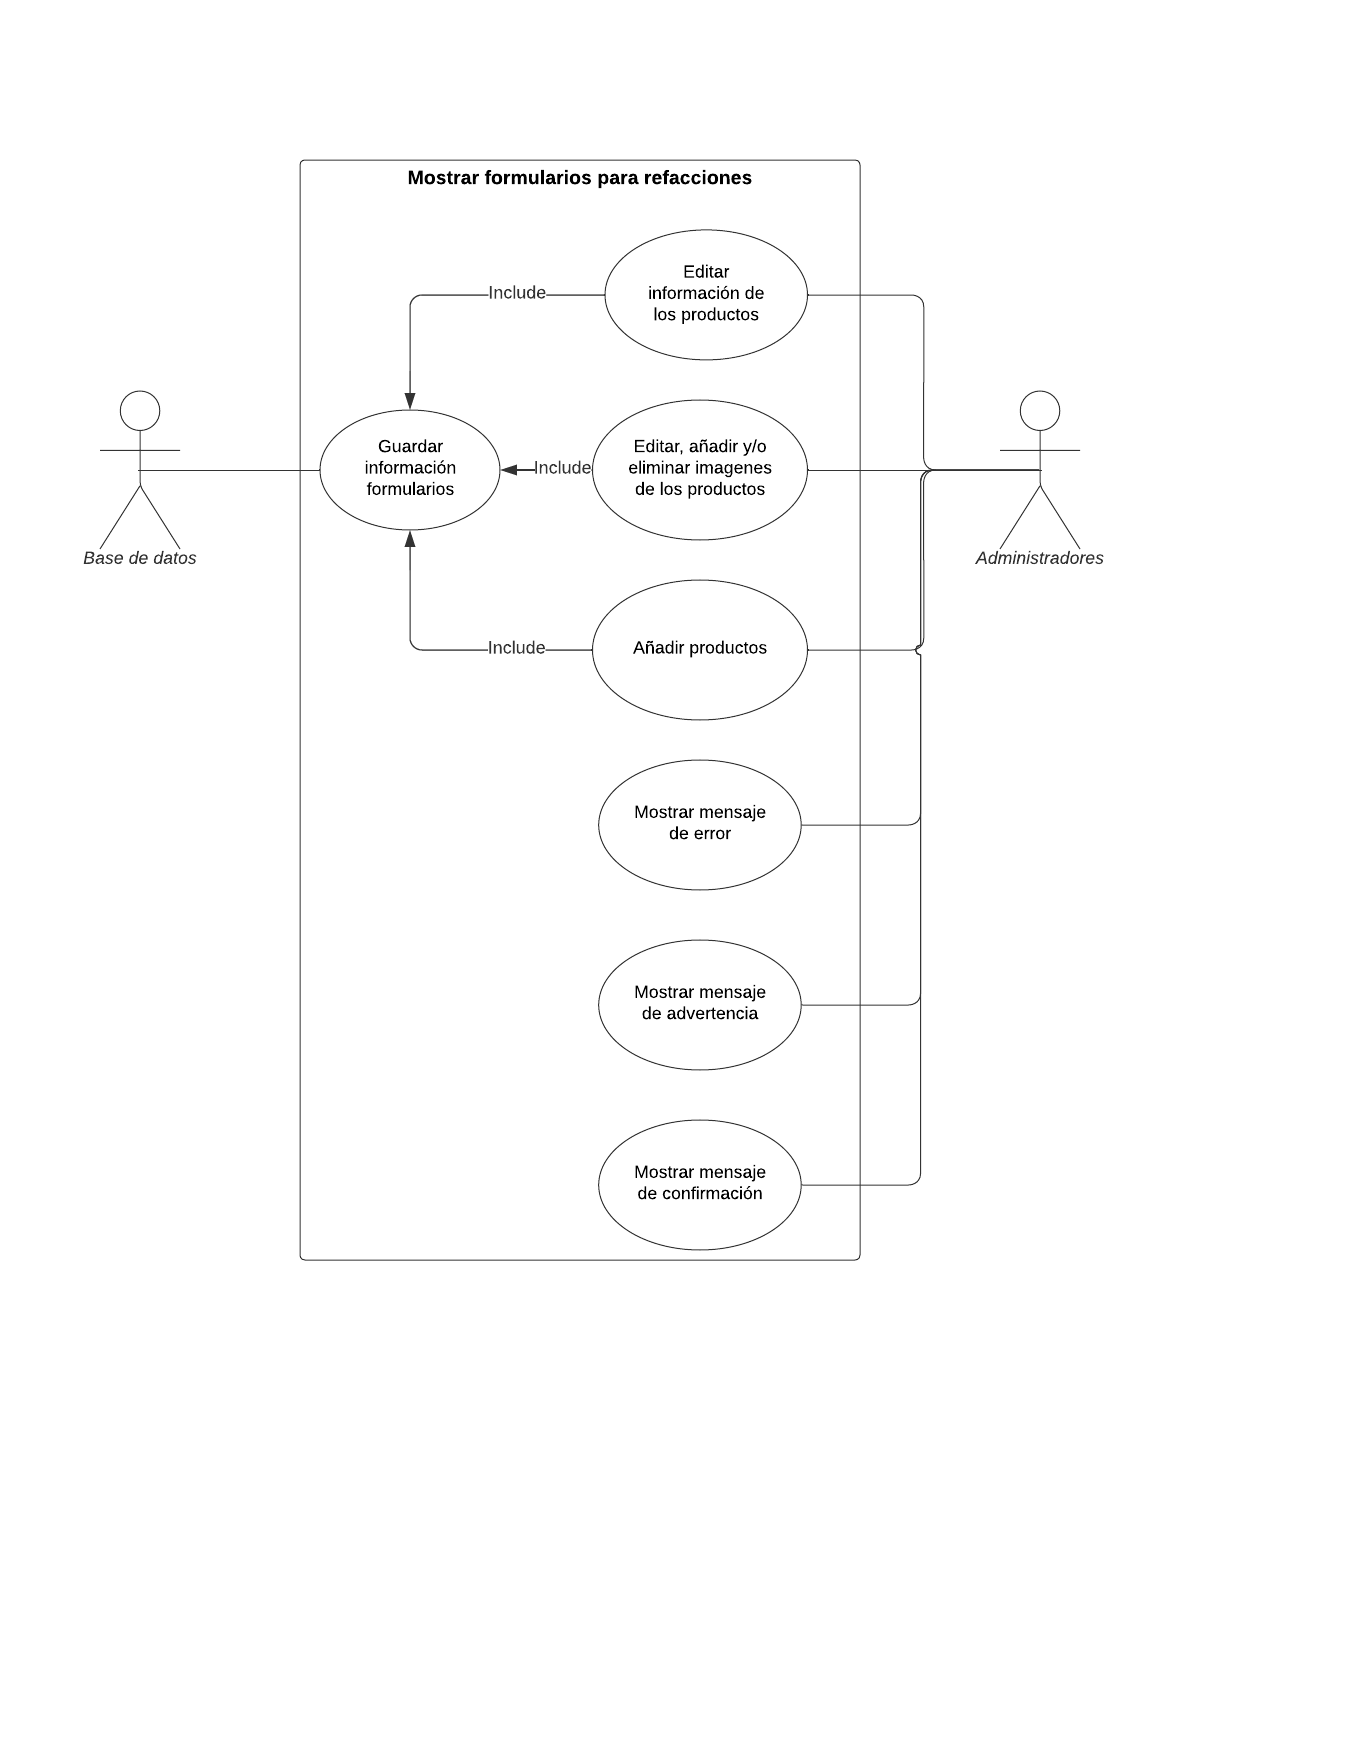 Mostrar formularios para refacciones
Editar
información de
los productos
Include
Guardar
información
formularios
Include
Editar, añadir y/o
eliminar imagenes
de los productos
Base de datos
Administradores
Include
Añadir productos
Mostrar mensaje
de error
Mostrar mensaje
de advertencia
Mostrar mensaje
de confirmación